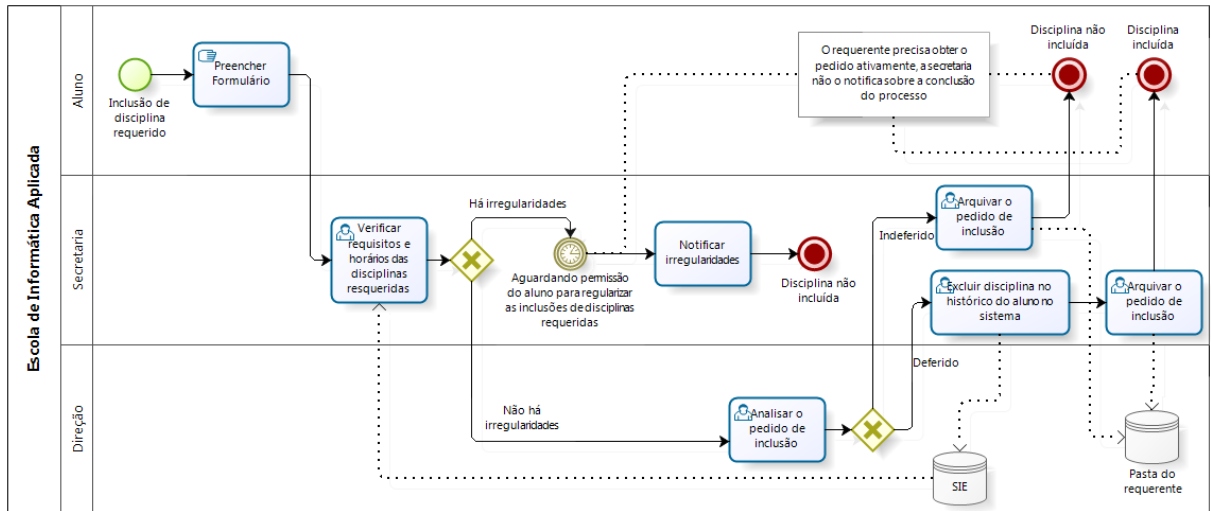 Escola de Informática Aplicada
Aluno
Inclusão de
disciplina
requerido
Preencher
Formulário
O requerente precisa obter o
pedido ativamente, a secretaria
não o notifica sobre a conclusão
do processo
Disciplina não
incluída
Disciplina
incluída
Secretaria
Verificar
requisitos e
horários das
disciplinas
resqueridas
Há irregularidades
Aguardando permissão
do aluno para regularizar
as inclusões de disciplinas
requeridas
Notificar
irregularidades
Disciplina não
incluída
Indeferido
Arquivar o
pedido de
inclusão
Excluir disciplina no
histórico do aluno no
sistema
Arquivar o
pedido de
inclusão
Direção
Não há
irregularidades
Analisar o
pedido de
inclusão
Deferido
SIE
Pasta do
requerente